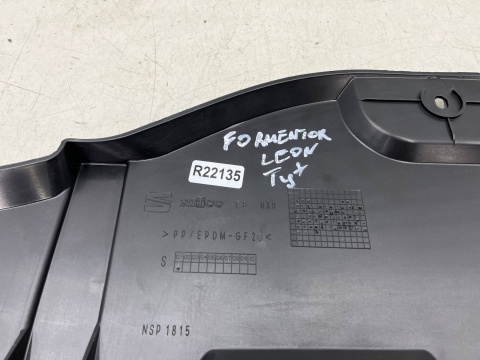 FORMENTOR
LEON
Tył
R22135
>PP/EPDM-GF2
S
NSP 1815